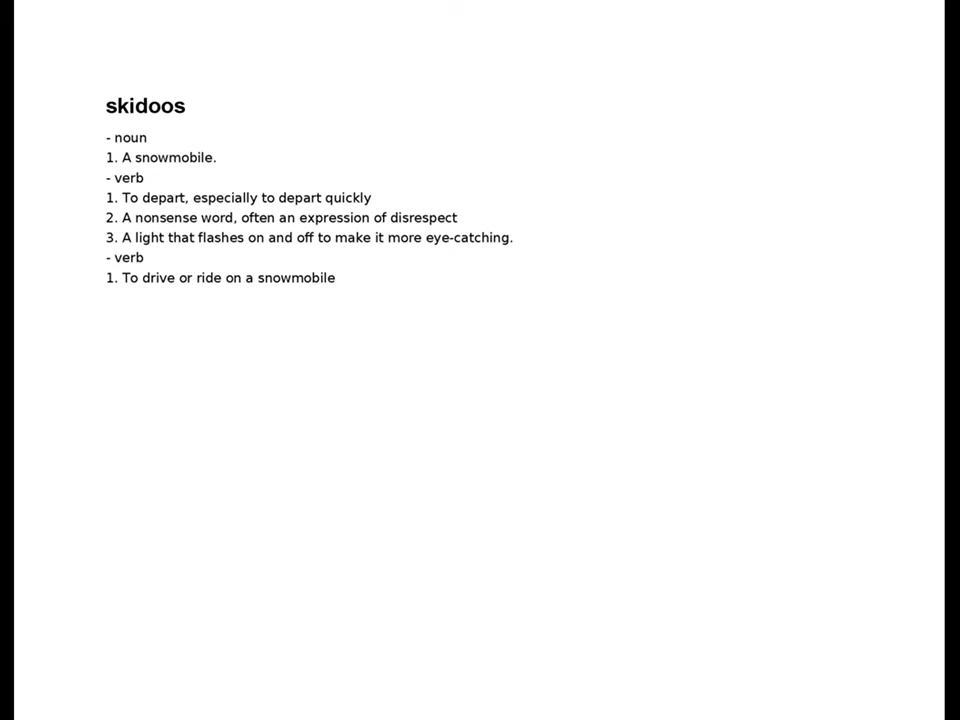 skidoos
- noun
1. A snowmobile.
- verb
1. To depart, especially to depart quickly
2. A nonsense word, often an expression of disrespect
3. A light that flashes on and off to make it more eye-catching.
- verb
1. To drive or ride on a snowmobile